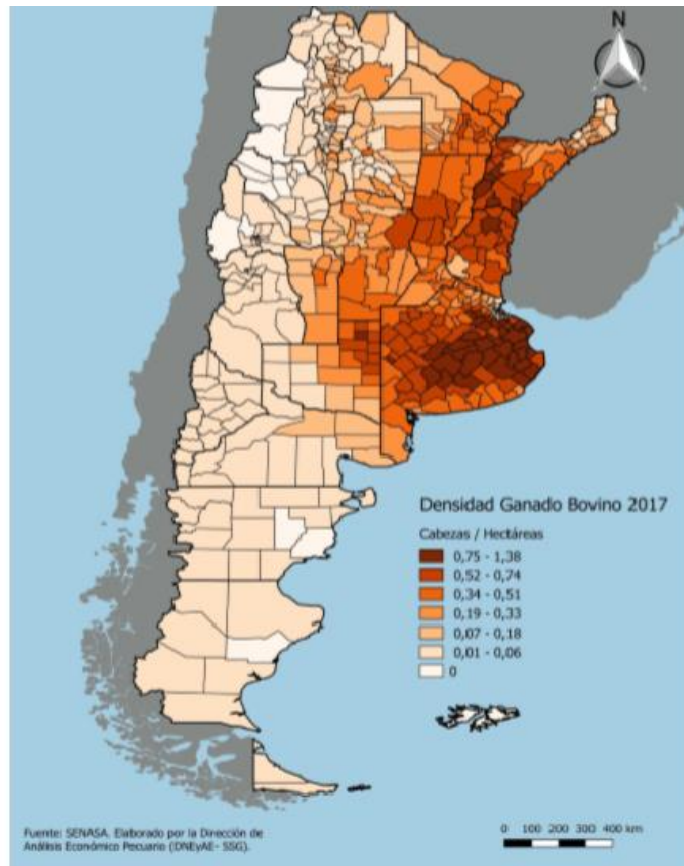 N
Densidad Ganado Bovino 2017
Cabezas / Hectáreas
0,75 - 1,38
0,52 - 0,74
0,34 - 0,51
0,19 - 0,33
0,07 - 0,18
0,01 - 0,06
0
Fuente: SENASA. Elaborado por la Dirección de
Análisis Económico Pecuario (DNEyAE- SSG).
0 100 200 300 400 km